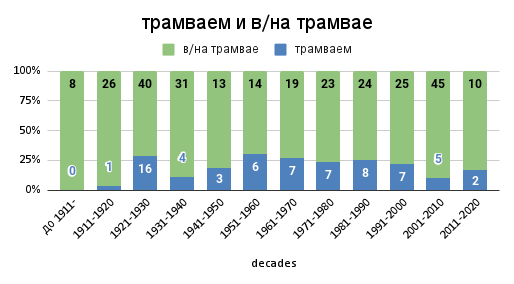 трамваем и в/на трамвае
в/на трамвае трамваем
100%
75%
50%
25%
0%
8 26 40 31 13 14 19 23 24 25 45 10
0 1 16 4 3 6 7 7 8 7 5 2
до 1911- 1911-1920 1921-1930 1931-1940 1941-1950 1951-1960 1961-1970 1971-1980 1981-1990 1991-2000 2001-2010 2011-2020
decades